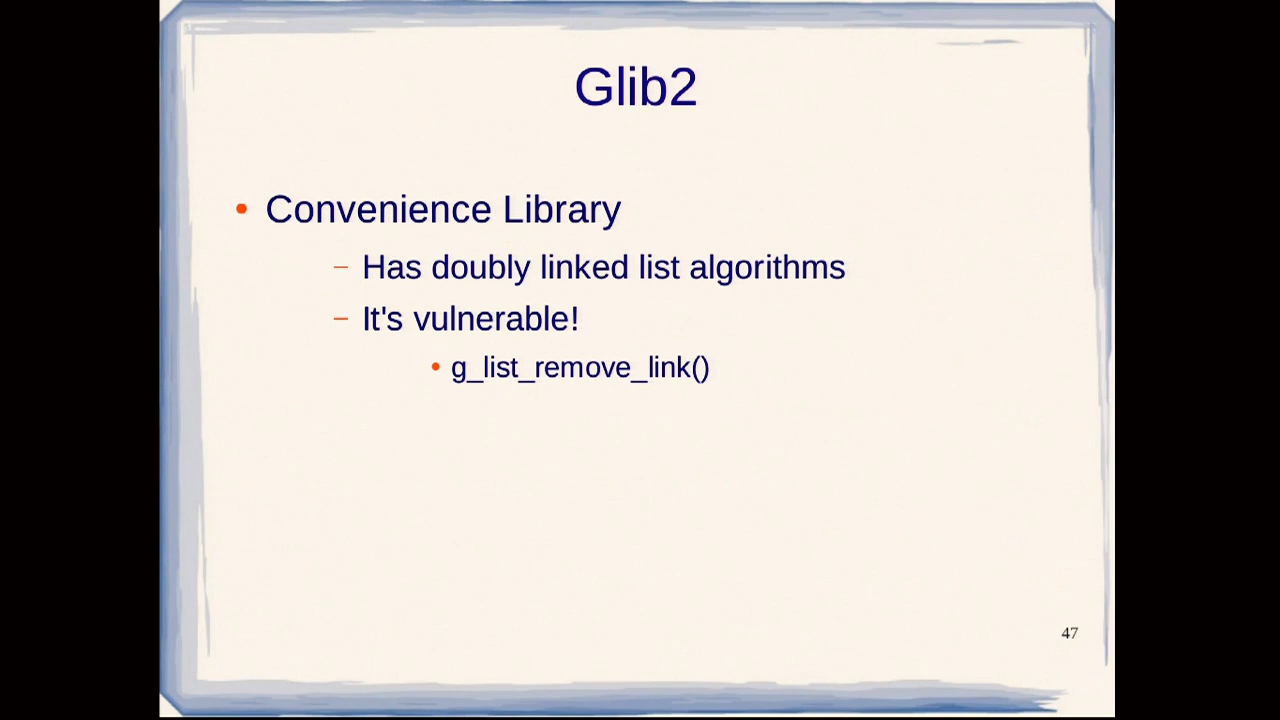 Glib2
• Convenience Library
– Has doubly linked list algorithms
– It's vulnerable!
• g_list_remove_link()
47